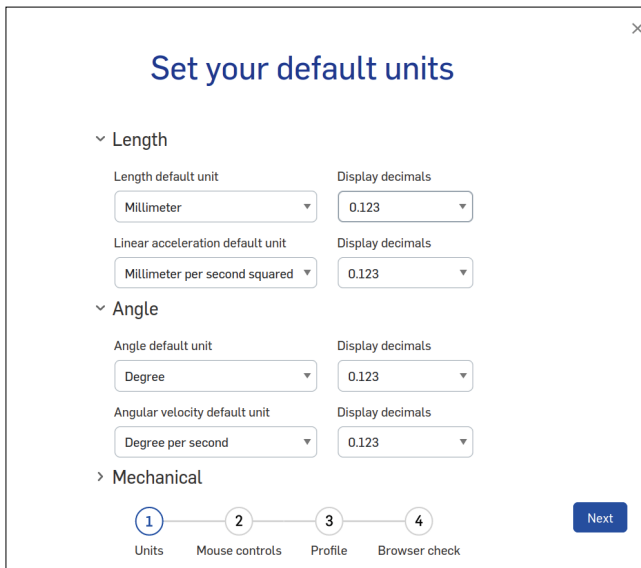 Set your default units
Length
Length default unit Display decimals
Millimeter 0.123
Linear acceleration default unit Display decimals
Millimeter per second squared 0.123
Angle
Angle default unit Display decimals
Degree 0.123
Angular velocity default unit Display decimals
Degree per second 0.123
Mechanical
1 2 3 4 Next
Units Mouse controls Profile Browser check